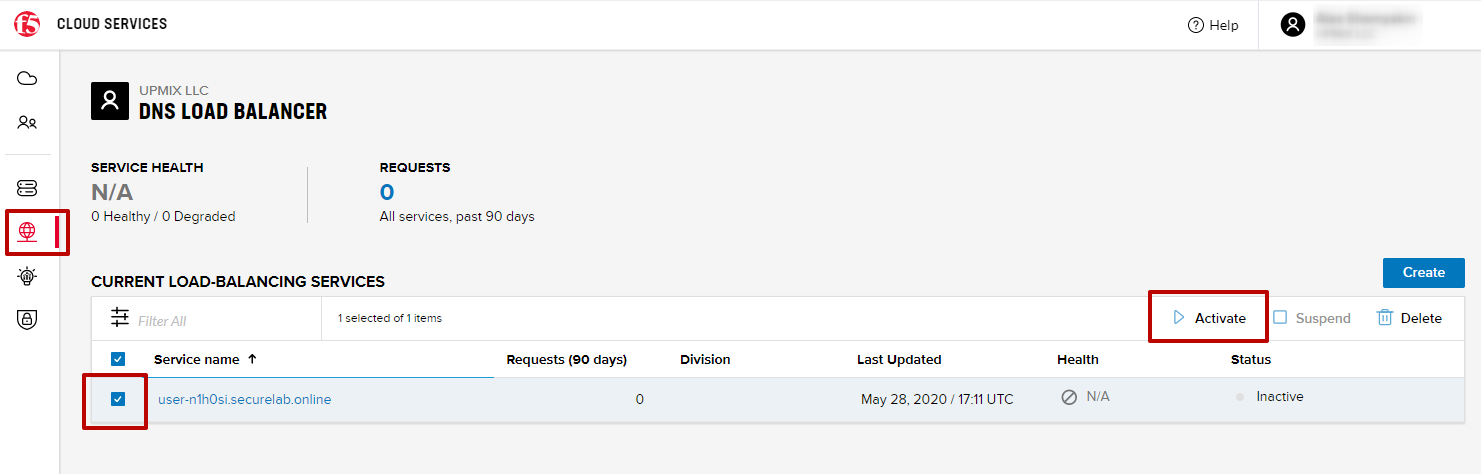 f5 CLOUD SERVICES
Help
UPMIX LLC
DNS LOAD BALANCER
SERVICE HEALTH REQUESTS
N/A 0
0 Healthy / 0 Degraded All services, past 90 days
CURRENT LOAD-BALANCING SERVICES Create
Filter All 1 selected of 1 items Activate Suspend Delete
Service name ↑ Requests (90 days) Division Last Updated Health Status
user-n1h0si.securelab.online 0 May 28, 2020 / 17:11 UTC N/A Inactive